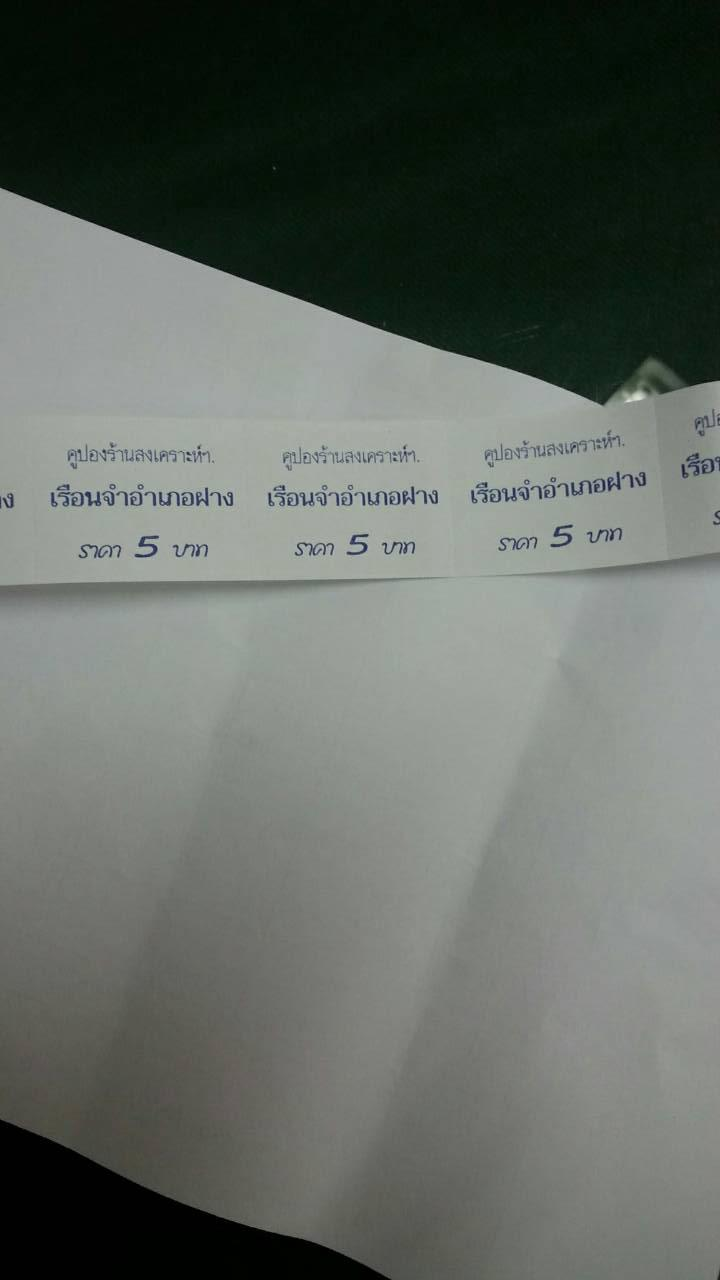 คูปองร้านสงเคราะห์ฯ. คูปองร้านสงเคราะห์ฯ. คูปองร้านสงเคราะห์ฯ.
เรือนจำอำเภอฝาง เรือนจำอำเภอฝาง เรือนจำอำเภอฝาง
ราคา 5 บาท ราคา 5 บาท ราคา 5 บาท